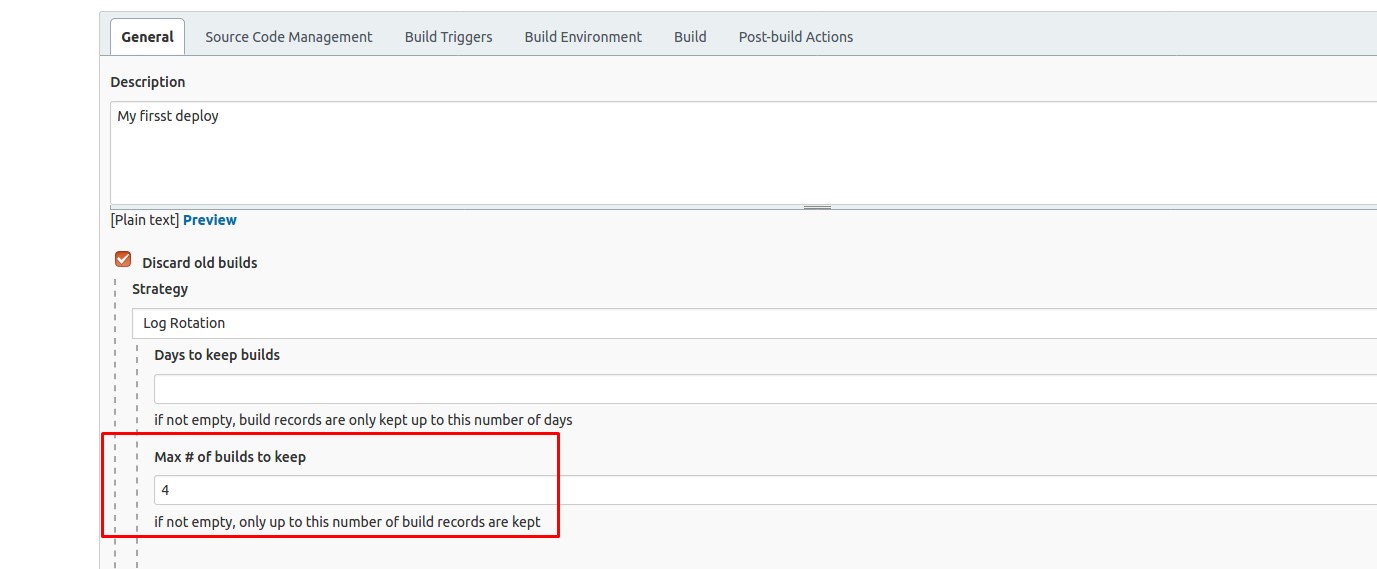 General Source Code Management Build Triggers Build Environment Build Post-build Actions
Description
My firsst deploy
[Plain text] Preview
Discard old builds
Strategy
Log Rotation
Days to keep builds
if not empty, build records are only kept up to this number of days
Max # of builds to keep
4
if not empty, only up to this number of build records are kept